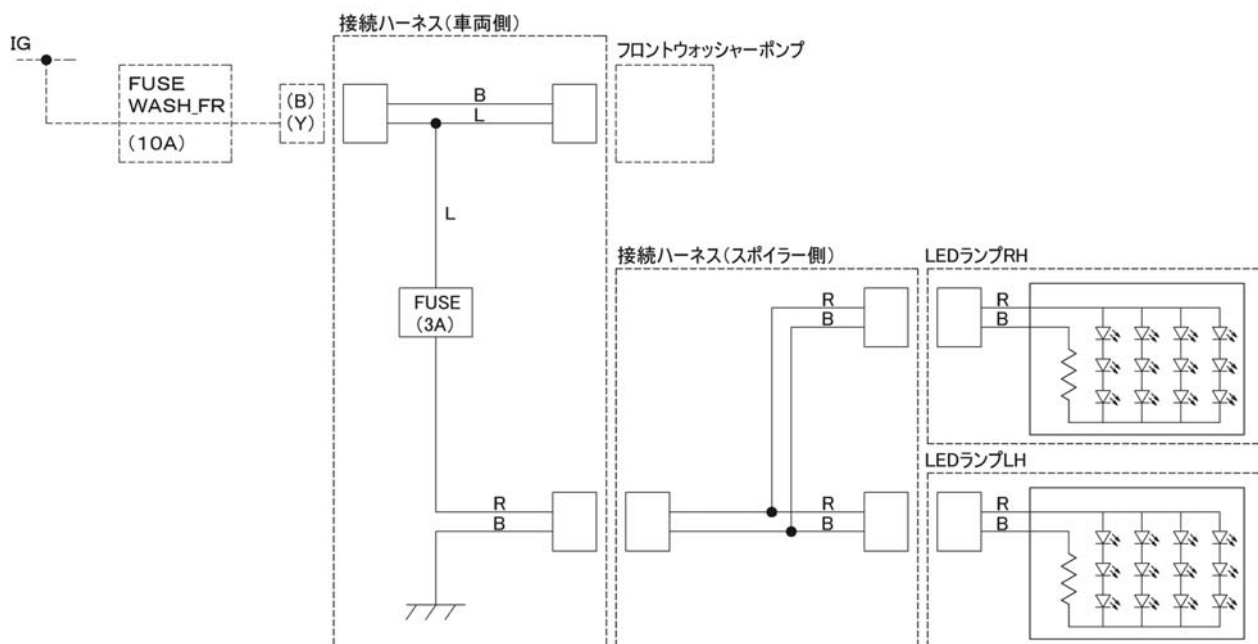 接続ハーネス(車両側)
IG
フロントウォッシャーポンプ
FUSE
WASH_FR
(10A)
(B)
(Y)
B
L
L
FUSE
(3A)
R
B
接続ハーネス(スポイラー側)
R
B
R
B
LEDランプRH
R
B
LEDランプLH
R
B